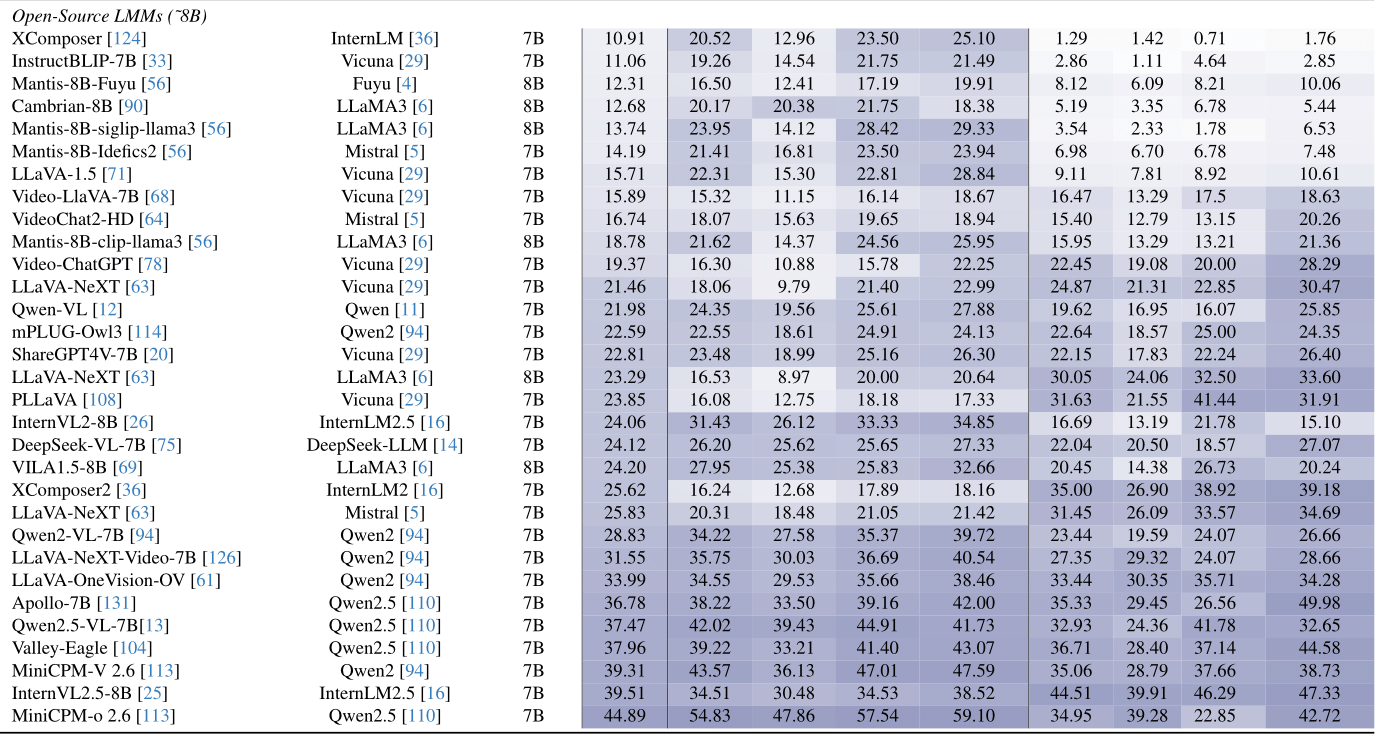 Open-Source LMMs (˜8B)
XComposer [124] InternLM [36] 7B 10.91 20.52 12.96 23.50 25.10 1.29 1.42 0.71 1.76
InstructBLIP-7B [33] Vicuna [29] 7B 11.06 19.26 14.54 21.75 21.49 2.86 1.11 4.64 2.85
Mantis-8B-Fuyu [56] Fuyu [4] 8B 12.31 16.50 12.41 17.19 19.91 8.12 6.09 8.21 10.06
Cambrian-8B [90] LLaMA3 [6] 8B 12.68 20.17 20.38 21.75 18.38 5.19 3.35 6.78 5.44
Mantis-8B-siglip-llama3 [56] LLaMA3 [6] 8B 13.74 23.95 14.12 28.42 29.33 3.54 2.33 1.78 6.53
Mantis-8B-Idefics2 [56] Mistral [5] 7B 14.19 21.41 16.81 23.50 23.94 6.98 6.70 6.78 7.48
LLaVA-1.5 [71] Vicuna [29] 7B 15.71 22.31 15.30 22.81 28.84 9.11 7.81 8.92 10.61
Video-LlaVA-7B [68] Vicuna [29] 7B 15.89 15.32 11.15 16.14 18.67 16.47 13.29 17.5 18.63
VideoChat2-HD [64] Mistral [5] 7B 16.74 18.07 15.63 19.65 18.94 15.40 12.79 13.15 20.26
Mantis-8B-clip-llama3 [56] LLaMA3 [6] 8B 18.78 21.62 14.37 24.56 25.95 15.95 13.29 13.21 21.36
Video-ChatGPT [78] Vicuna [29] 7B 19.37 16.30 10.88 15.78 22.25 22.45 19.08 20.00 28.29
LLaVA-NeXT [63] Vicuna [29] 7B 21.46 18.06 9.79 21.40 22.99 24.87 21.31 22.85 30.47
Qwen-VL [12] Qwen [11] 7B 21.98 24.35 19.56 25.61 27.88 19.62 16.95 16.07 25.85
mPLUG-Owl3 [114] Qwen2 [94] 7B 22.59 22.55 18.61 24.91 24.13 22.64 18.57 25.00 24.35
ShareGPT4V-7B [20] Vicuna [29] 7B 22.81 23.48 18.99 25.16 26.30 22.15 17.83 22.24 26.40
LLaVA-NeXT [63] LLaMA3 [6] 8B 23.29 16.53 8.97 20.00 20.64 30.05 24.06 32.50 33.60
PLLaVA [108] Vicuna [29] 7B 23.85 16.08 12.75 18.18 17.33 31.63 21.55 41.44 31.91
InternVL2-8B [26] InternLM2.5 [16] 7B 24.06 31.43 26.12 33.33 34.85 16.69 13.19 21.78 15.10
DeepSeek-VL-7B [75] DeepSeek-LLM [14] 7B 24.12 26.20 25.62 25.65 27.33 22.04 20.50 18.57 27.07
VILA1.5-8B [69] LLaMA3 [6] 8B 24.20 27.95 25.38 25.83 32.66 20.45 14.38 26.73 20.24
XComposer2 [36] InternLM2 [16] 7B 25.62 16.24 12.68 17.89 18.16 35.00 26.90 38.92 39.18
LLaVA-NeXT [63] Mistral [5] 7B 25.83 20.31 18.48 21.05 21.42 31.45 26.09 33.57 34.69
Qwen2-VL-7B [94] Qwen2 [94] 7B 28.83 34.22 27.58 35.37 39.72 23.44 19.59 24.07 26.66
LLaVA-NeXT-Video-7B [126] Qwen2 [94] 7B 31.55 35.75 30.03 36.69 40.54 27.35 29.32 24.07 28.66
LLaVA-OneVision-OV [61] Qwen2 [94] 7B 33.99 34.55 29.53 35.66 38.46 33.44 30.35 35.71 34.28
Apollo-7B [131] Qwen2.5 [110] 7B 36.78 38.22 33.50 39.16 42.00 35.33 29.45 26.56 49.98
Qwen2.5-VL-7B[13] Qwen2.5 [110] 7B 37.47 42.02 39.43 44.91 41.73 32.93 24.36 41.78 32.65
Valley-Eagle [104] Qwen2.5 [110] 7B 37.96 39.22 33.21 41.40 43.07 36.71 28.40 37.14 44.58
MiniCPM-V 2.6 [113] Qwen2 [94] 7B 39.31 43.57 36.13 47.01 47.59 35.06 28.79 37.66 38.73
InternVL2.5-8B [25] InternLM2.5 [16] 7B 39.51 34.51 30.48 34.53 38.52 44.51 39.91 46.29 47.33
MiniCPM-o 2.6 [113] Qwen2.5 [110] 7B 44.89 54.83 47.86 57.54 59.10 34.95 39.28 22.85 42.72